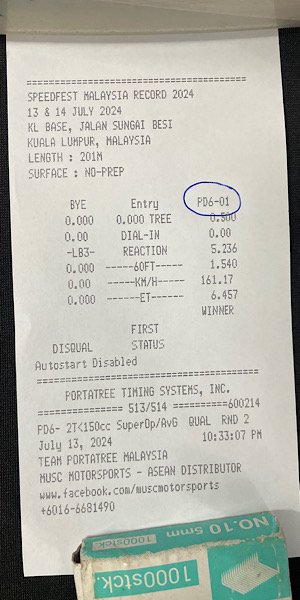 ========================================
SPEEDFEST MALAYSIA RECORD 2024
13 & 14 JULY 2024
KL BASE, JALAN SUNGAI BESI
KUALA LUMPUR, MALAYSIA
LENGTH : 201M
SURFACE : NO-PREP
BYE Entry PD6-01
0.000 0.000 TREE 0.500
0.00 DIAL-IN 0.00
-LB3- REACTION 5.236
0.000 ------60FT----- 1.540
0.00 -----KM/H----- 161.17
0.000 ------ET----- 6.457
WINNER
FIRST
DISQUAL STATUS
Autostart Disabled
========================================
PORTATREE TIMING SYSTEMS, INC.
=============== 513/514 ==========600214
PD6- 2T<150cc SuperOp/AvG QUAL RND 2
July 13, 2024 10:33:07 PM
TEAM PORTATREE MALAYSIA
MUSC MOTORSPORTS - ASEAN DISTRIBUTOR
www.facebook.com/muscmotorsports
+6016-6681490
NO.10 5mm
1000stck.
1000stck.